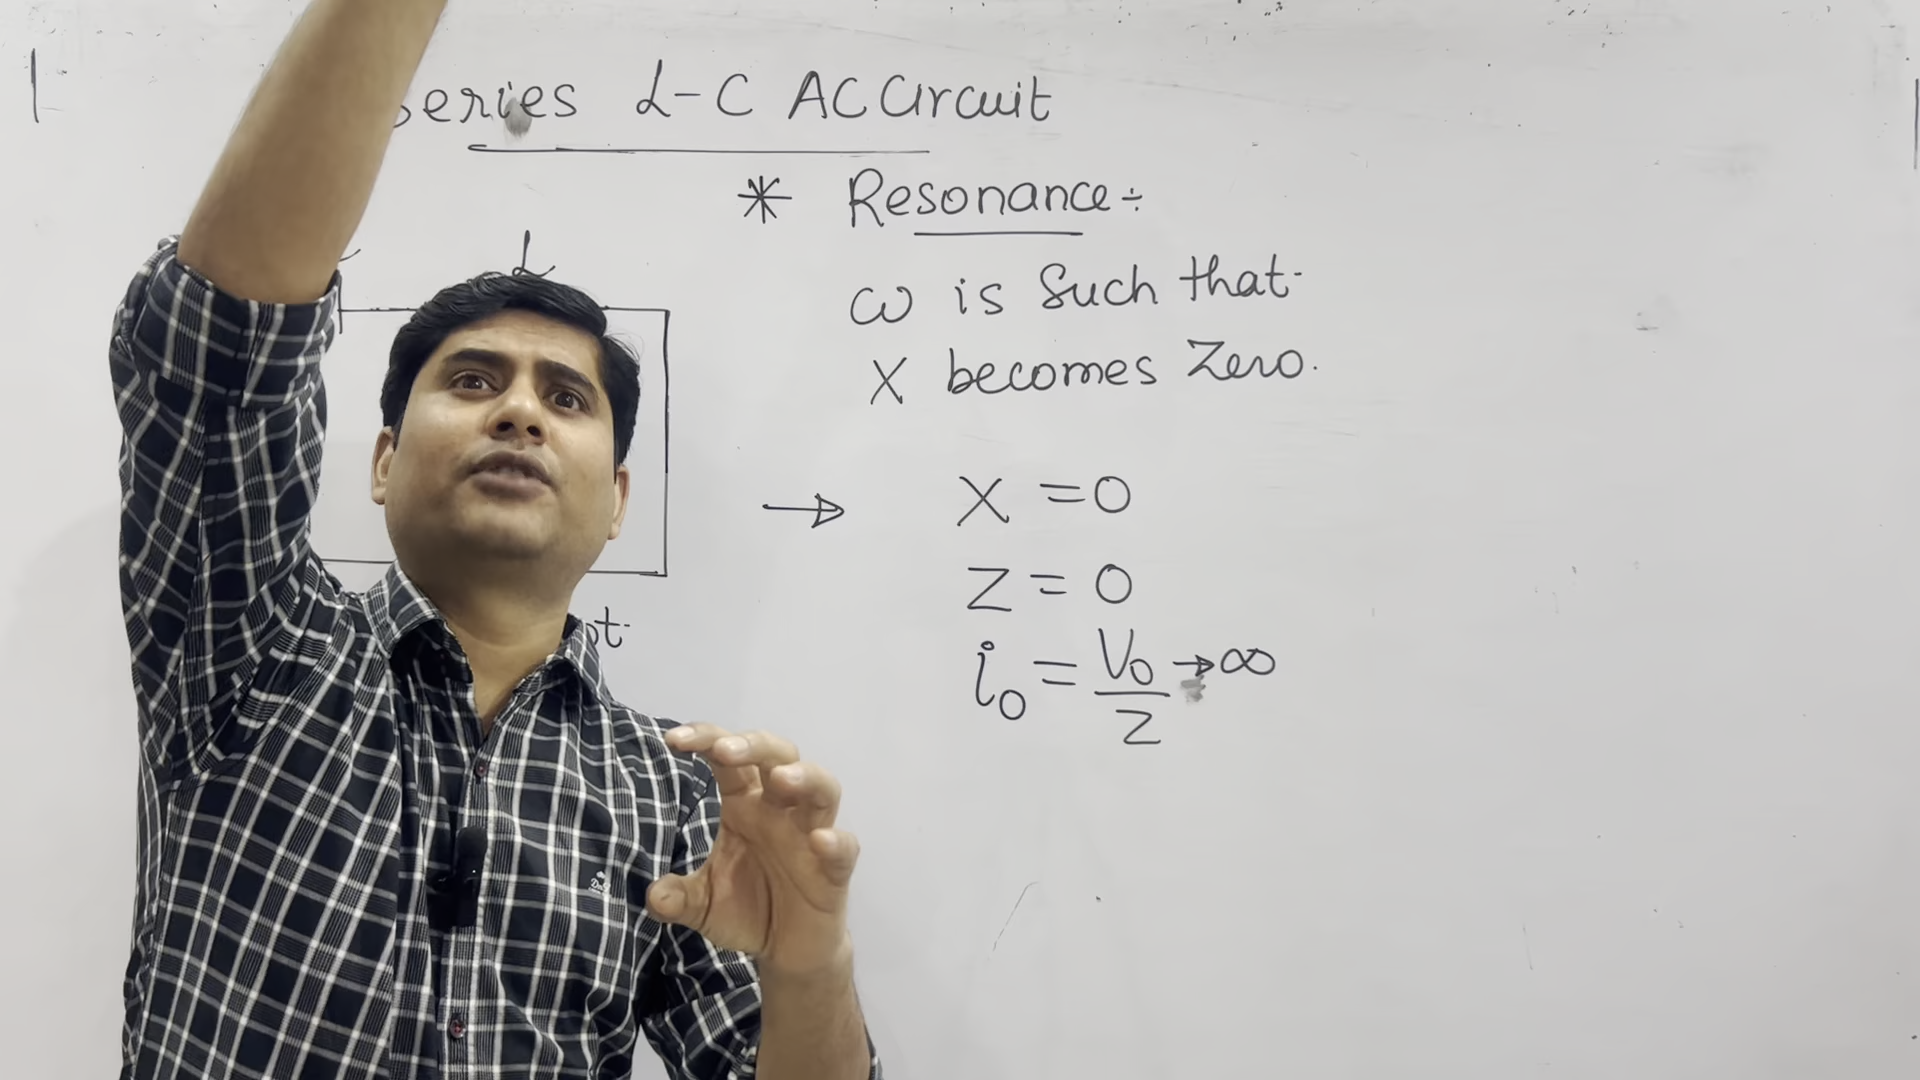 Series L-C AC Circuit
* Resonance÷
L
ω is Such that
X becomes Zero.
→ X = 0
Z = 0
i₀ = V₀/Z → ∞